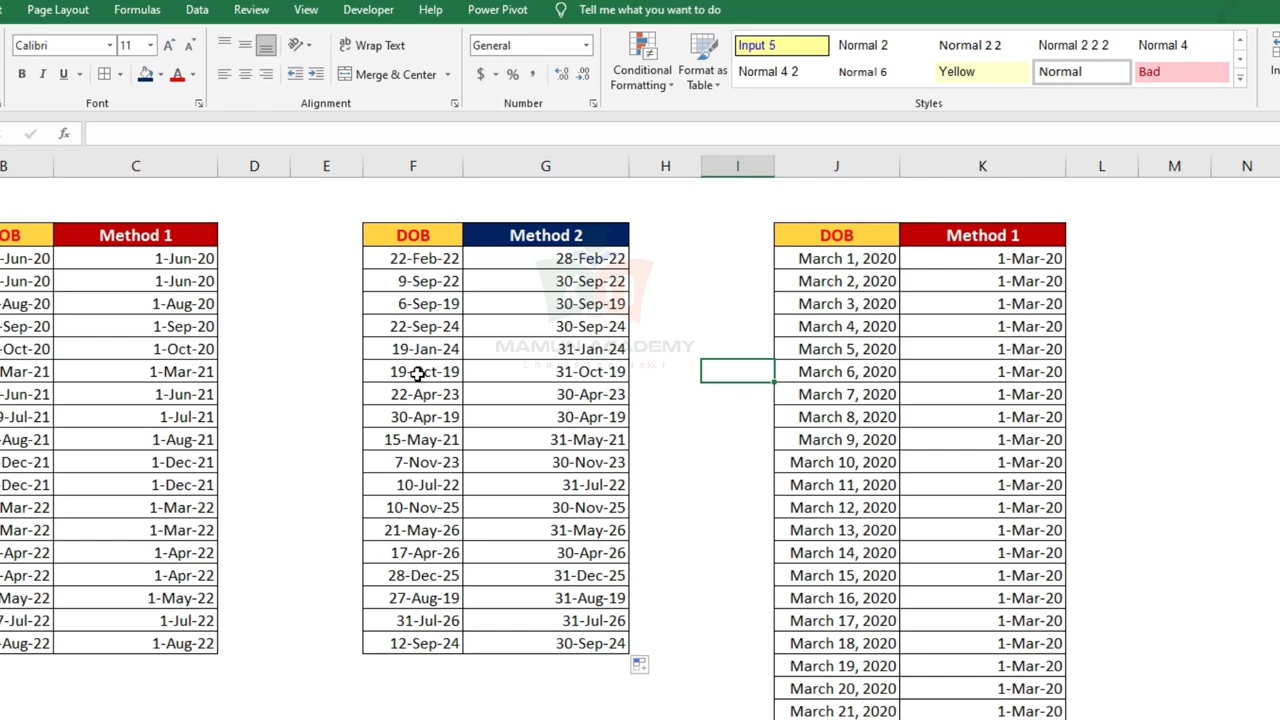 Page Layout Formulas Data Review View Developer Help Power Pivot Tell me what you want to do
Calibri 11 A A Wrap Text General Input 5 Normal 2 Normal 2 2 Normal 2 2 2 Normal 4
B I U A Merge & Center $ % , Conditional Formatting Format as Table Normal 4 2 Normal 6 Yellow Normal Bad
Font Alignment Number Styles
fx
B C D E F G H I J K L M N
OB Method 1 DOB Method 2 DOB Method 1
-Jun-20 1-Jun-20 22-Feb-22 28-Feb-22 March 1, 2020 1-Mar-20
-Jun-20 1-Jun-20 9-Sep-22 30-Sep-22 March 2, 2020 1-Mar-20
-Aug-20 1-Aug-20 6-Sep-19 30-Sep-19 March 3, 2020 1-Mar-20
-Sep-20 1-Sep-20 22-Sep-24 30-Sep-24 March 4, 2020 1-Mar-20
-Oct-20 1-Oct-20 19-Jan-24 31-Jan-24 March 5, 2020 1-Mar-20
MAMUN ACADEMY
Mar-21 1-Mar-21 19-Oct-19 31-Oct-19 March 6, 2020 1-Mar-20
-Jun-21 1-Jun-21 22-Apr-23 30-Apr-23 March 7, 2020 1-Mar-20
9-Jul-21 1-Jul-21 30-Apr-19 30-Apr-19 March 8, 2020 1-Mar-20
Aug-21 1-Aug-21 15-May-21 31-May-21 March 9, 2020 1-Mar-20
Dec-21 1-Dec-21 7-Nov-23 30-Nov-23 March 10, 2020 1-Mar-20
Dec-21 1-Dec-21 10-Jul-22 31-Jul-22 March 11, 2020 1-Mar-20
Mar-22 1-Mar-22 10-Nov-25 30-Nov-25 March 12, 2020 1-Mar-20
Mar-22 1-Mar-22 21-May-26 31-May-26 March 13, 2020 1-Mar-20
-Apr-22 1-Apr-22 17-Apr-26 30-Apr-26 March 14, 2020 1-Mar-20
-Apr-22 1-Apr-22 28-Dec-25 31-Dec-25 March 15, 2020 1-Mar-20
May-22 1-May-22 27-Aug-19 31-Aug-19 March 16, 2020 1-Mar-20
7-Jul-22 1-Jul-22 31-Jul-26 31-Jul-26 March 17, 2020 1-Mar-20
Aug-22 1-Aug-22 12-Sep-24 30-Sep-24 March 18, 2020 1-Mar-20
March 19, 2020 1-Mar-20
March 20, 2020 1-Mar-20
March 21, 2020 1-Mar-20